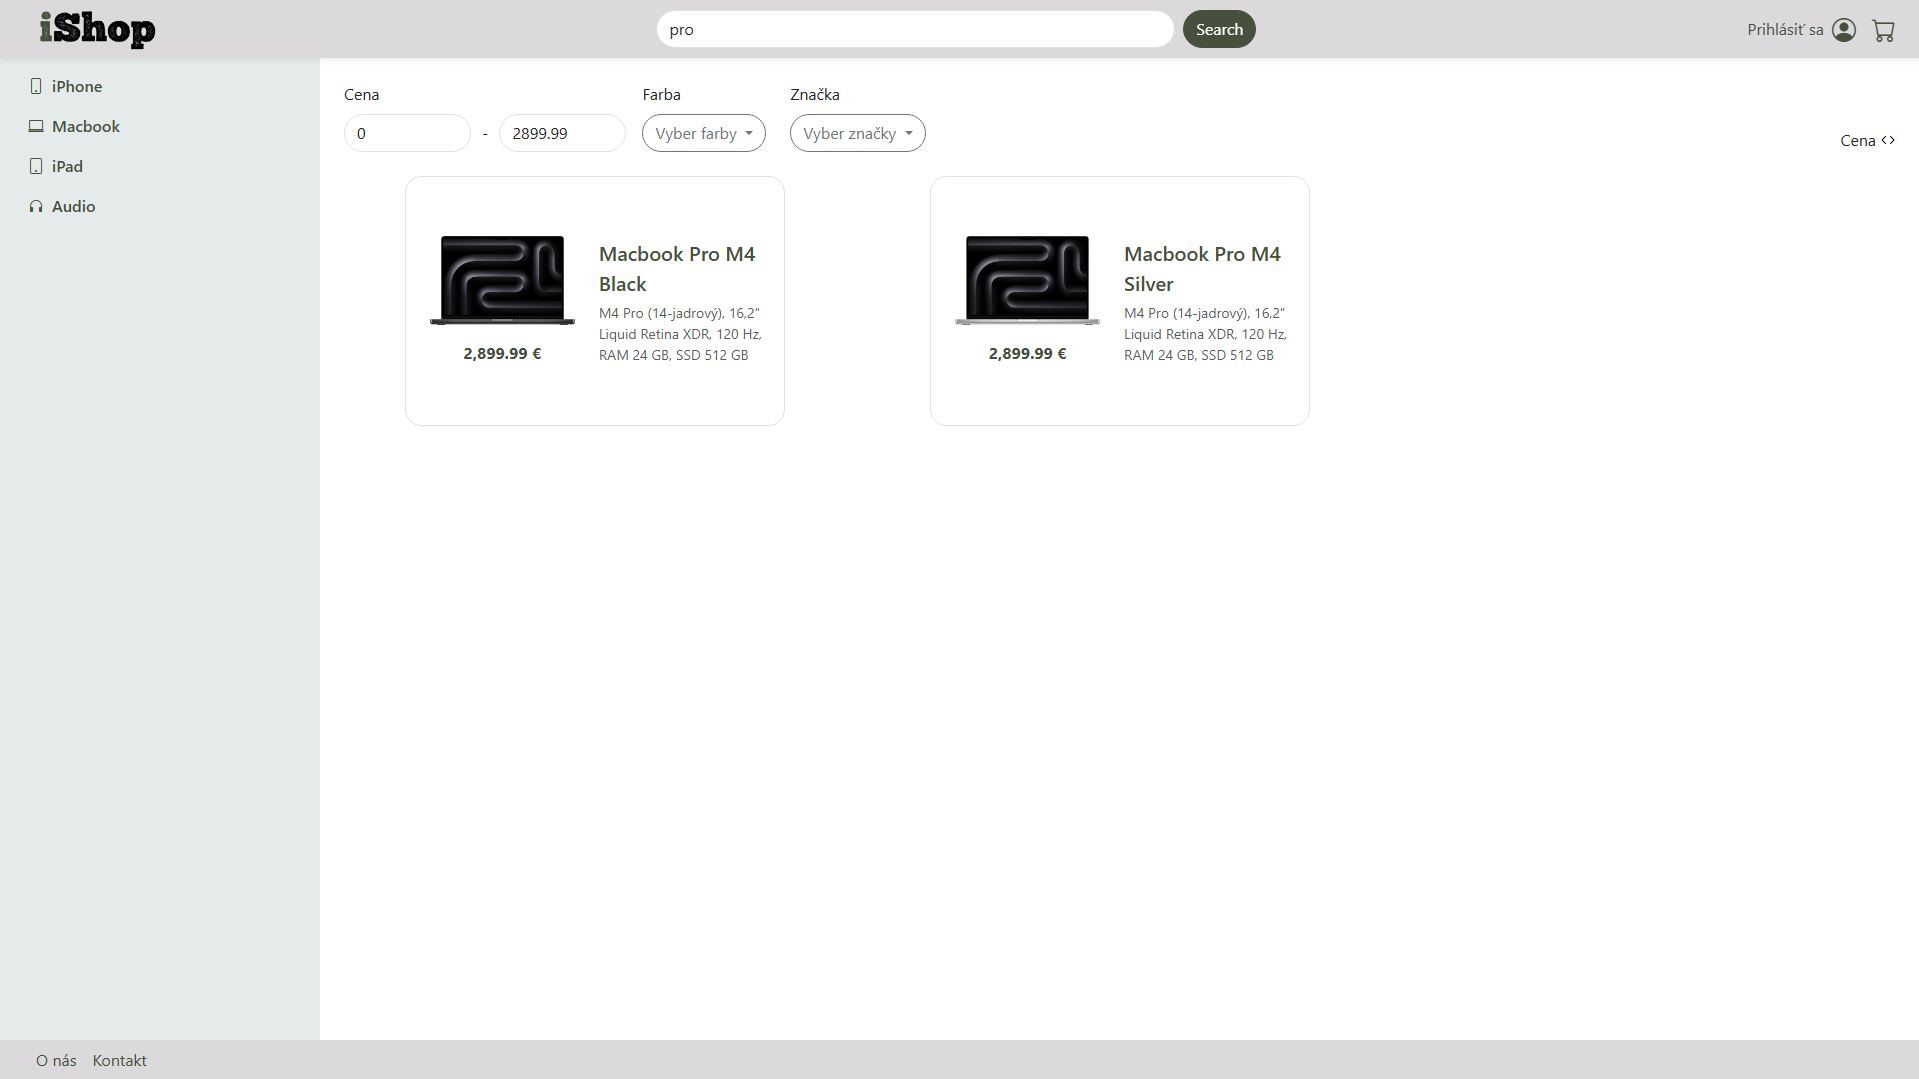 iShop
pro
Search
Prihlásiť sa
iPhone
Macbook
iPad
Audio
Cena
Farba
Značka
0 - 2899.99
Vyber farby
Vyber značky
Cena <>
Macbook Pro M4
Black
M4 Pro (14-jadrový), 16,2"
Liquid Retina XDR, 120 Hz,
RAM 24 GB, SSD 512 GB
2,899.99 €
Macbook Pro M4
Silver
M4 Pro (14-jadrový), 16,2"
Liquid Retina XDR, 120 Hz,
RAM 24 GB, SSD 512 GB
2,899.99 €
O nás
Kontakt